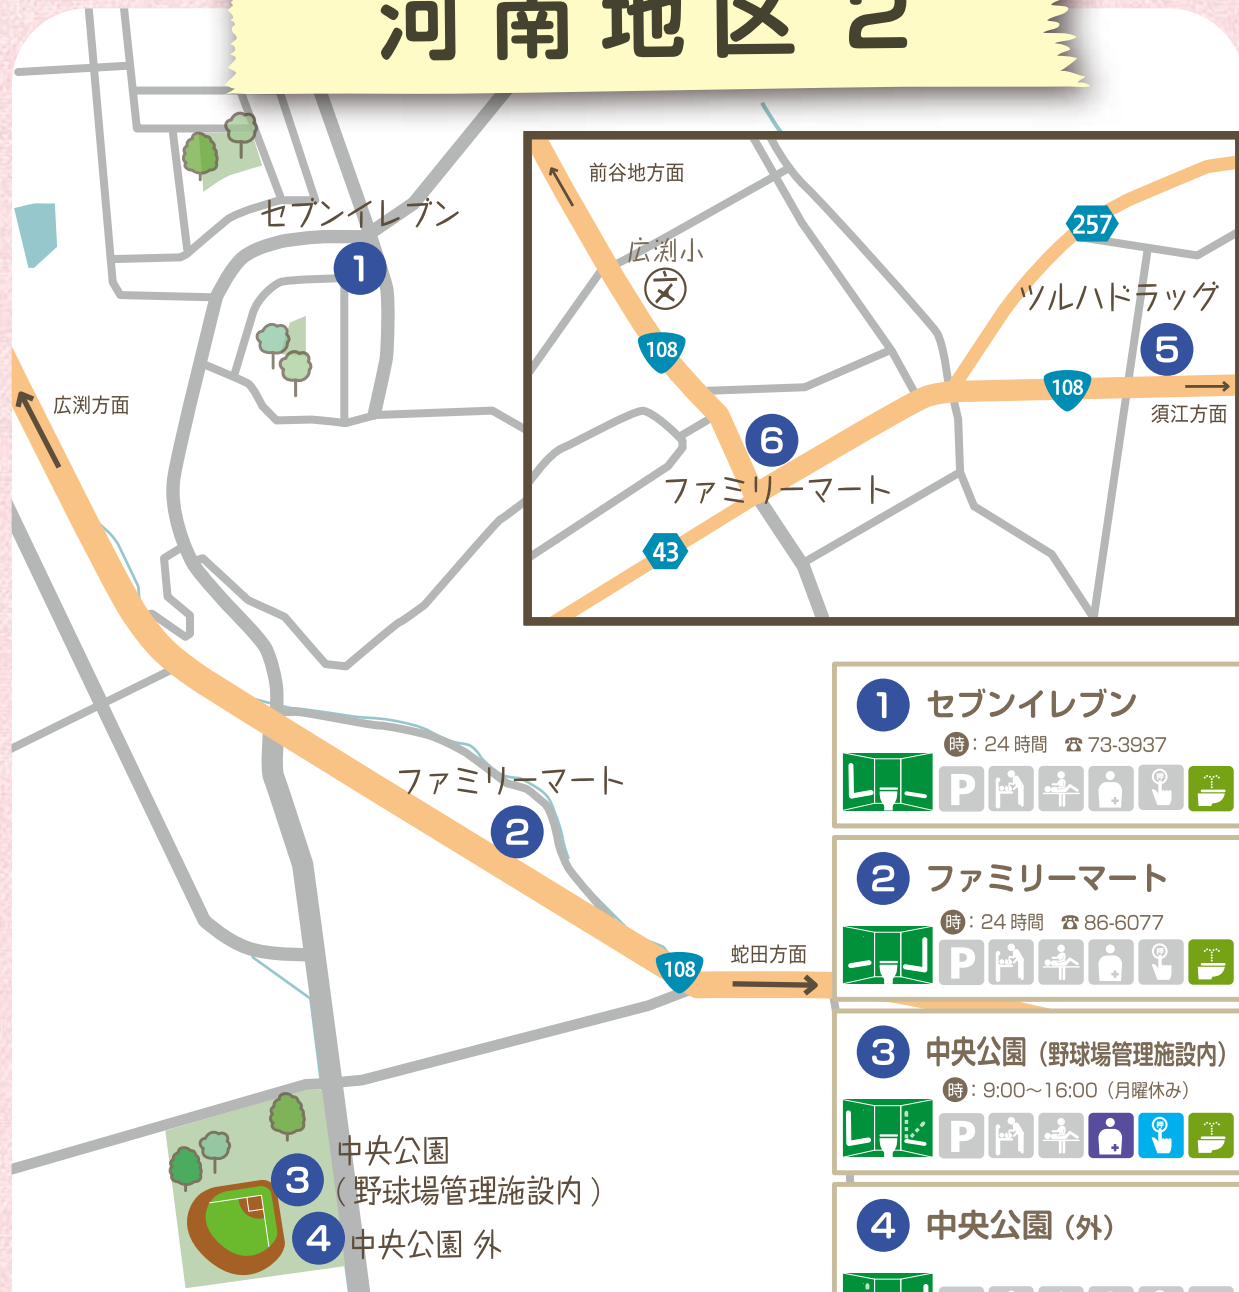 河南地区 2
セブンイレブン
1
広渕方面
前谷地方面
広渕小
文
108
257
ツルハドラッグ
5
108
須江方面
6
ファミリーマート
43
ファミリーマート
2
108
蛇田方面
3
中央公園
(野球場管理施設内)
4
中央公園 外
1 セブンイレブン
時：24時間 ☎73-3937
P
2 ファミリーマート
時：24時間 ☎86-6077
P
3 中央公園（野球場管理施設内）
時：9:00〜16:00（月曜休み）
P
4 中央公園（外）